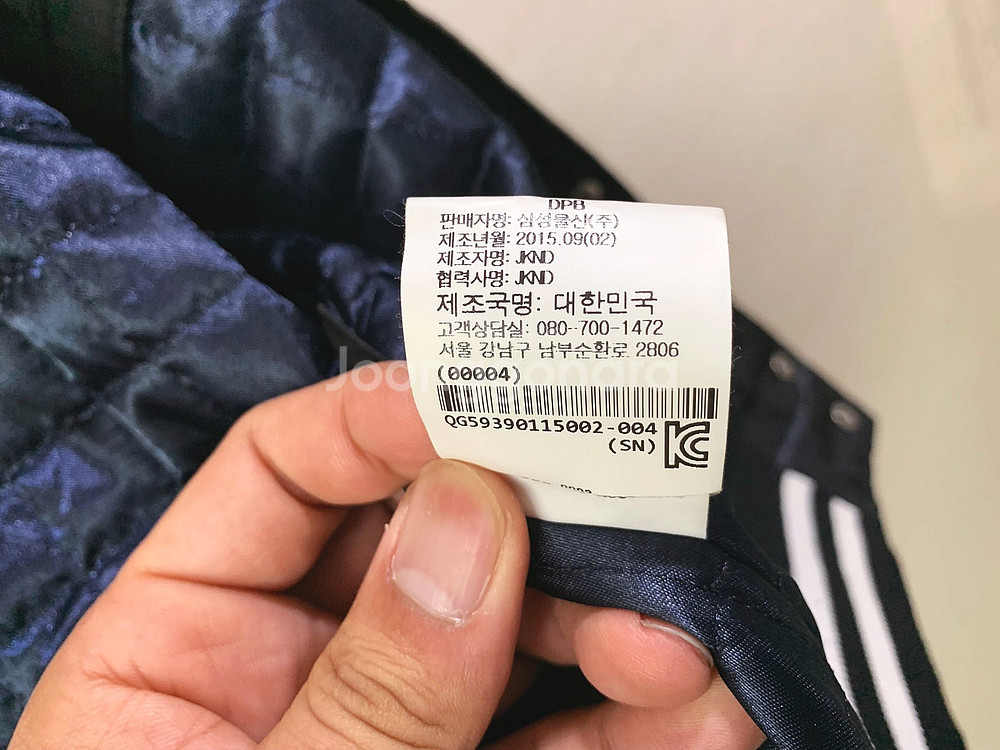 DPB
판매자명: 삼성물산(주)
제조년월: 2015.09(02)
제조자명: JKND
협력사명: JKND
제조국명: 대한민국
고객상담실: 080-700-1472
서울 강남구 남부순환로 2806
(00004)
QG59390115002-004
(SN)